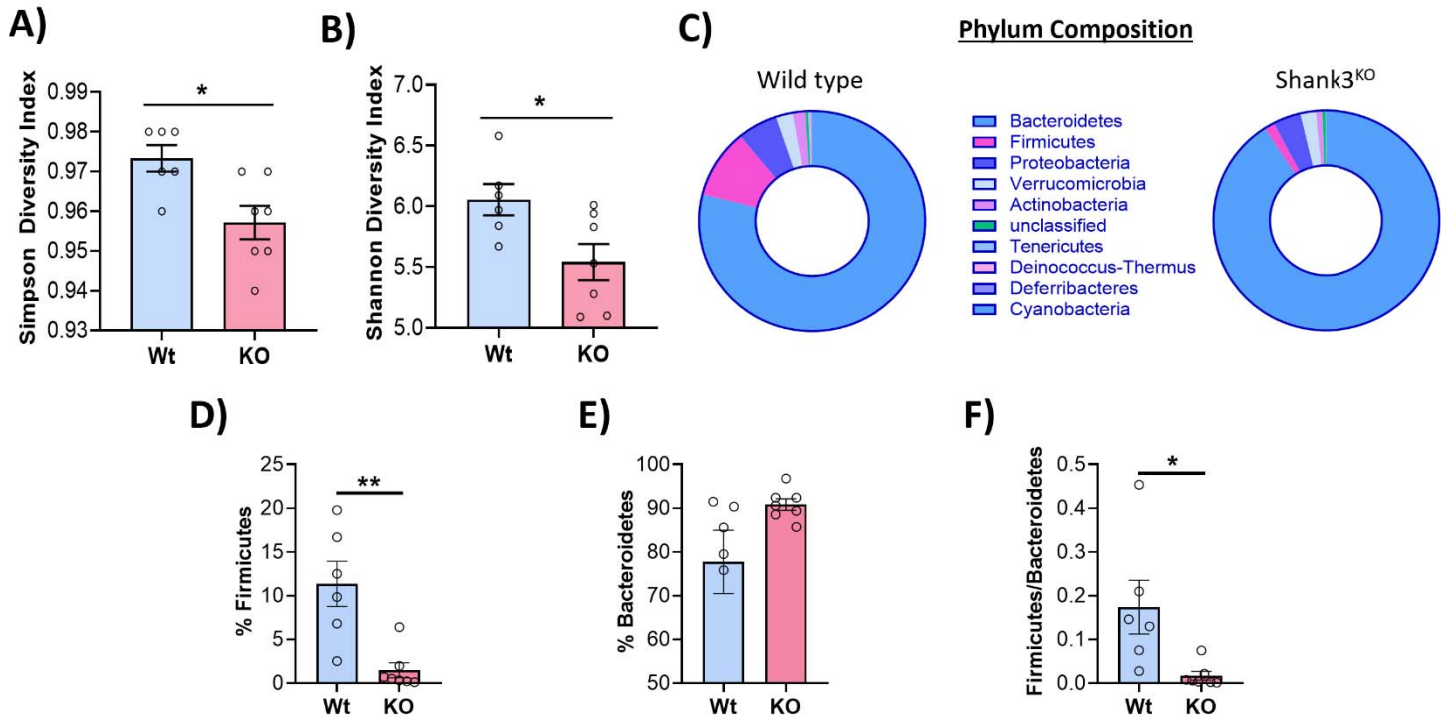 A)
Simpson Diversity Index
0.99
0.98
0.97
0.96
0.95
0.94
0.93
*
Wt
KO
B)
Shannon Diversity Index
7.0
6.5
6.0
5.5
5.0
*
Wt
KO
C)
Phylum Composition
Wild type
Bacteroidetes
Firmicutes
Proteobacteria
Verrucomicrobia
Actinobacteria
unclassified
Tenericutes
Deinococcus-Thermus
Deferribacteres
Cyanobacteria
Shank3KO
D)
% Firmicutes
25
20
15
10
5
0
**
Wt
KO
E)
% Bacteroidetes
100
90
80
70
60
50
Wt
KO
F)
Firmicutes/Bacteroidetes
0.5
0.4
0.3
0.2
0.1
0.0
*
Wt
KO